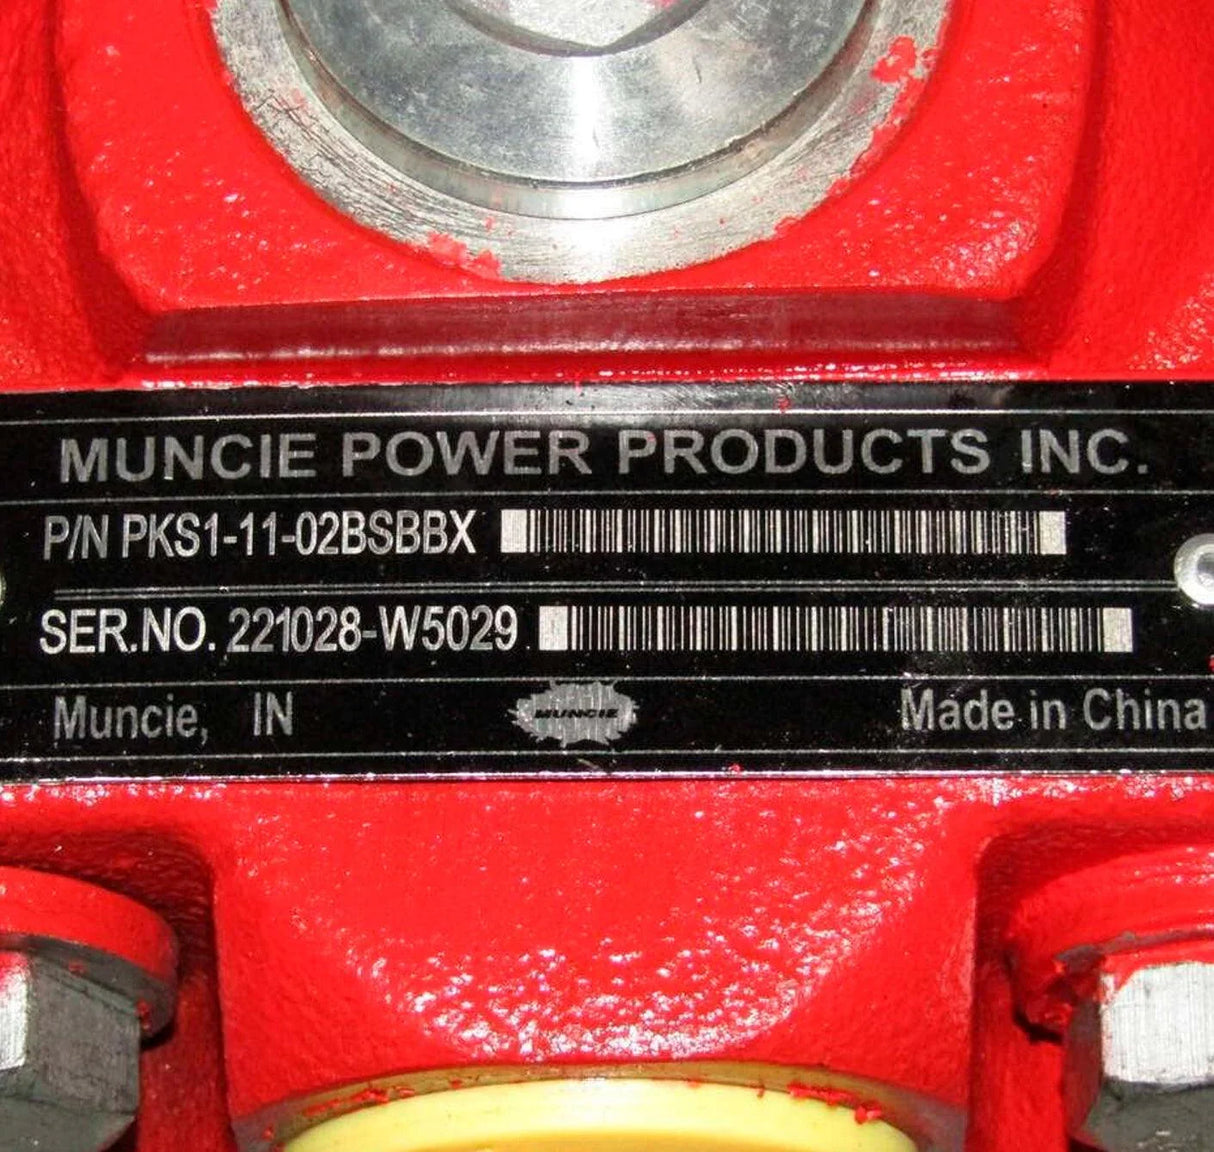 MUNCIE POWER PRODUCTS INC.
P/N PKS1-11-02BSBBX
SER.NO. 221028-W5029
Muncie, IN MUNCIE Made in China